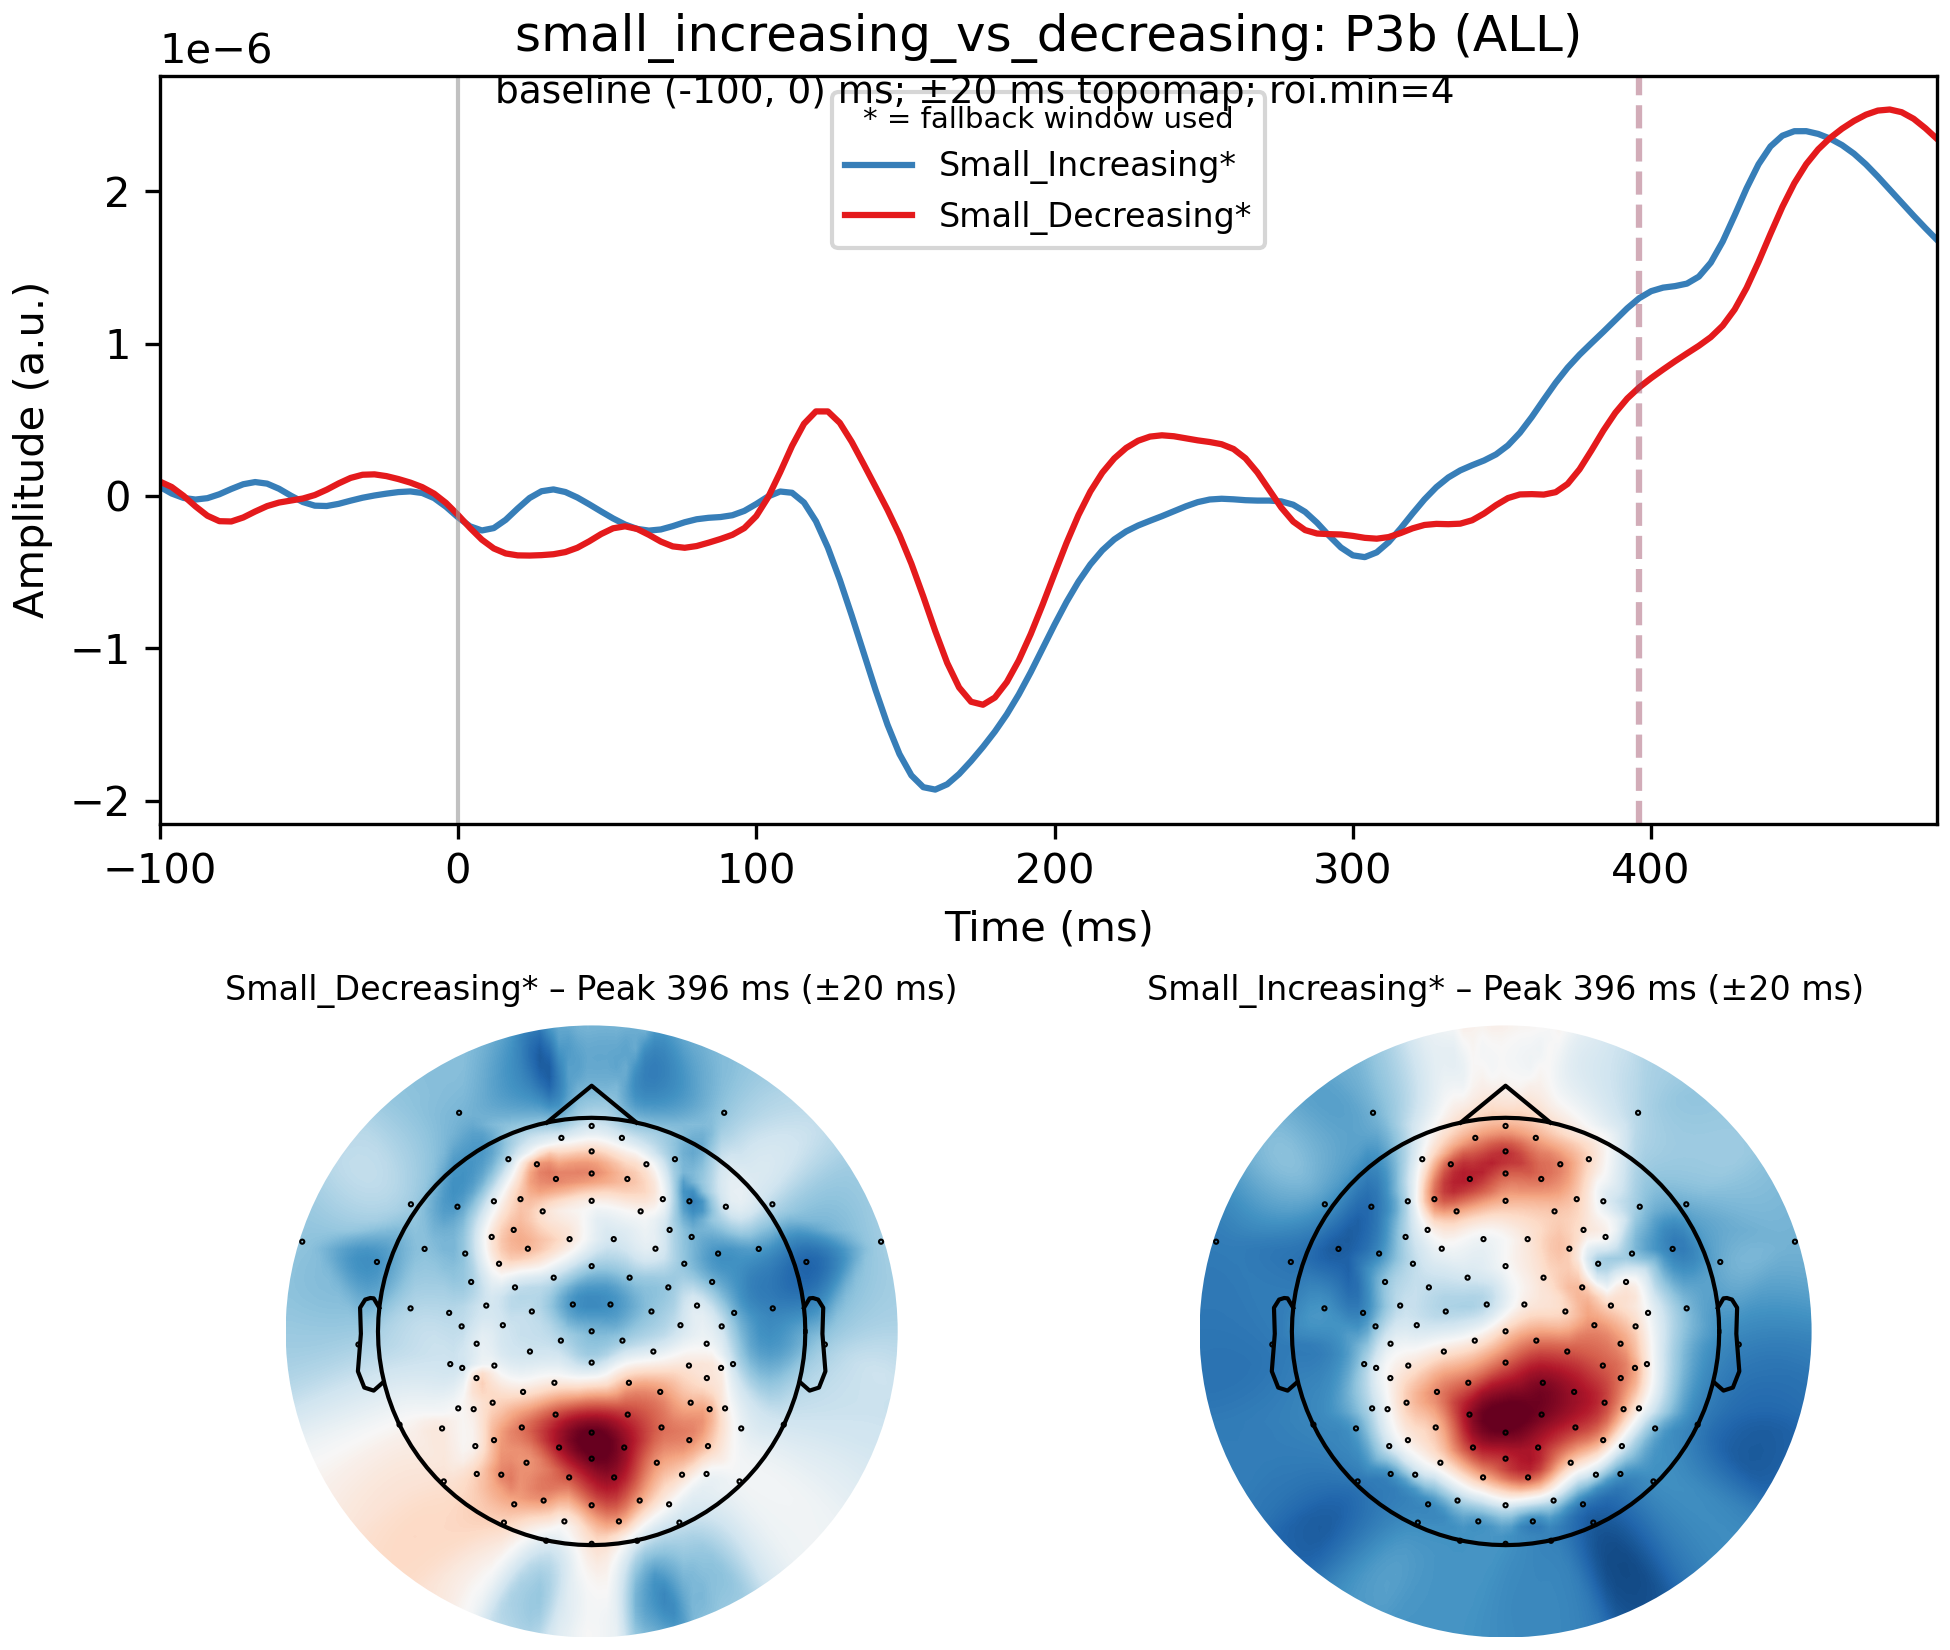 small_increasing_vs_decreasing: P3b (ALL)
1e−6
baseline (-100, 0) ms; ±20 ms topomap; roi.min=4
* = fallback window used
Small_Increasing*
Small_Decreasing*
Amplitude (a.u.)
2
1
0
−1
−2
−100 0 100 200 300 400
Time (ms)
Small_Decreasing* – Peak 396 ms (±20 ms)
Small_Increasing* – Peak 396 ms (±20 ms)